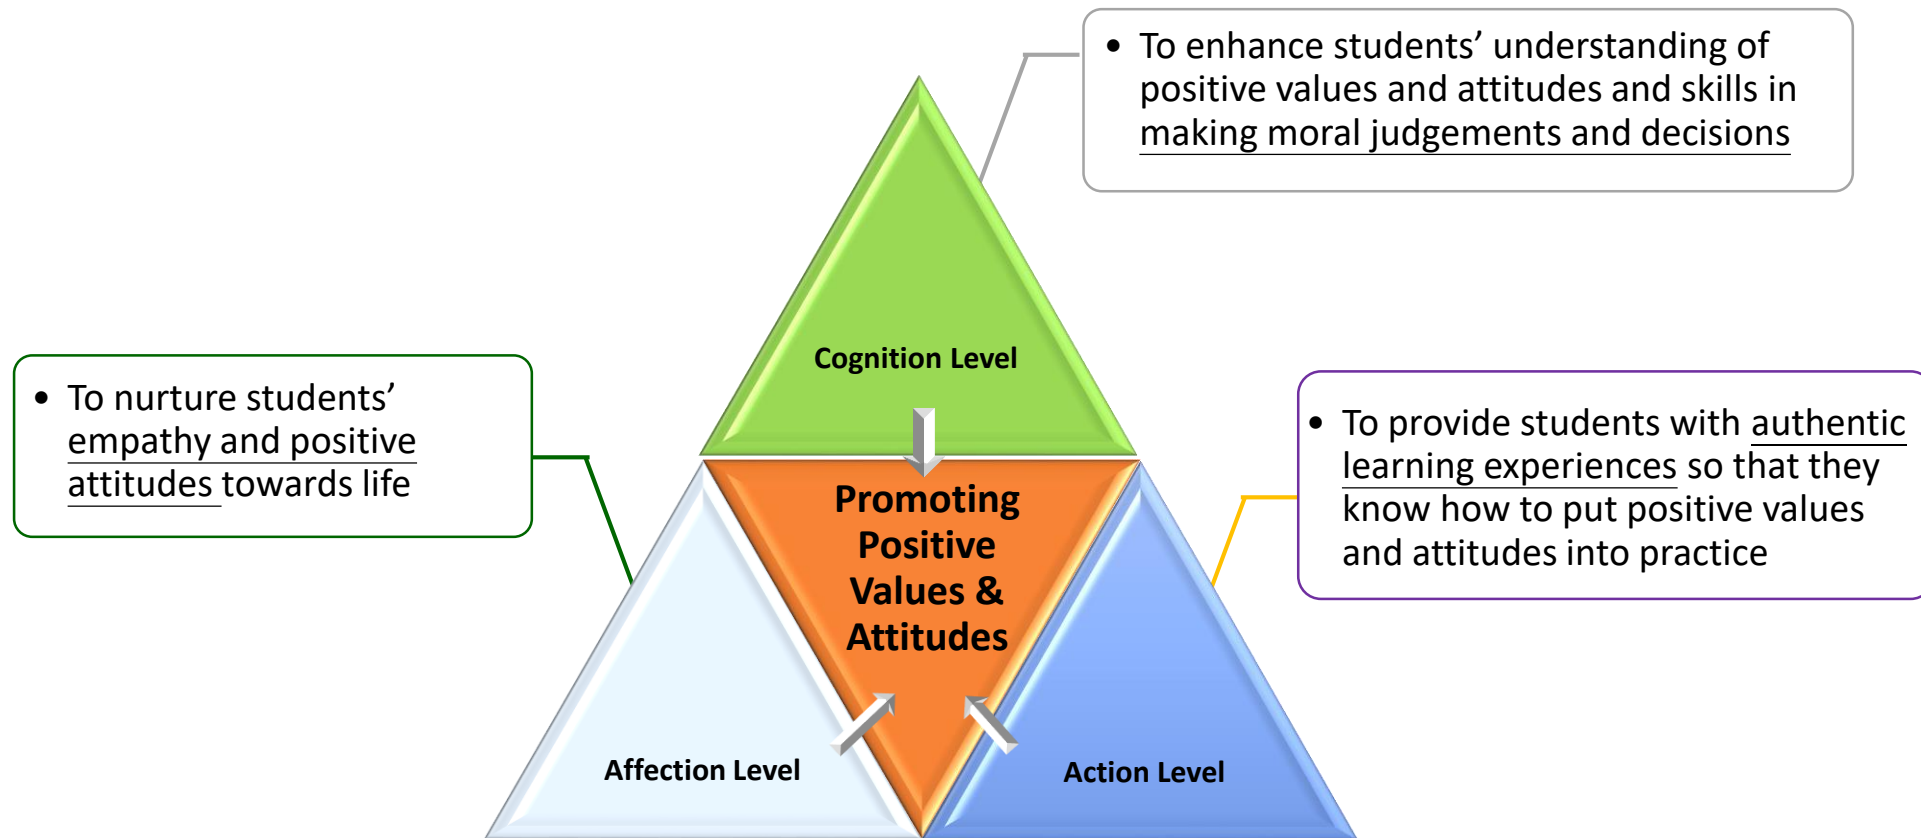 • To enhance students’ understanding of
positive values and attitudes and skills in
making moral judgements and decisions
Cognition Level
• To nurture students’
empathy and positive
attitudes towards life
• To provide students with authentic
learning experiences so that they
know how to put positive values
and attitudes into practice
Promoting
Positive
Values &
Attitudes
Affection Level
Action Level